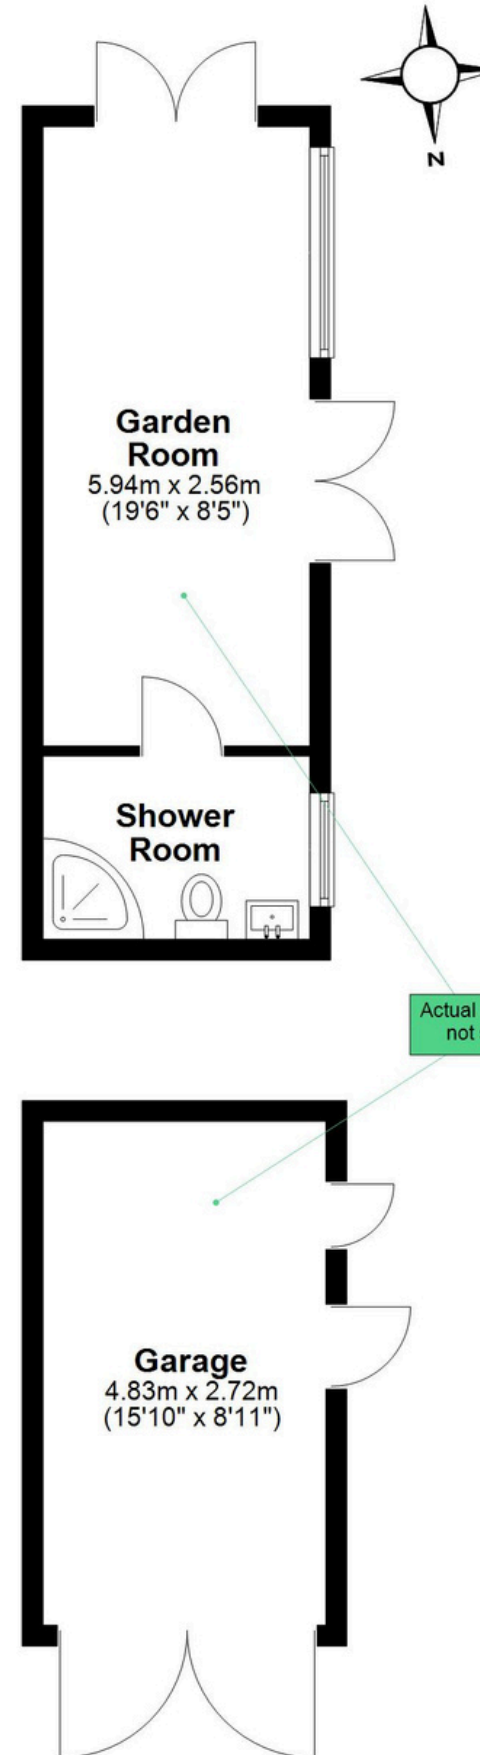 N
Garden
Room
5.94m x 2.56m
(19'6" x 8'5")
Shower
Room
Actual
not
Garage
4.83m x 2.72m
(15'10" x 8'11")